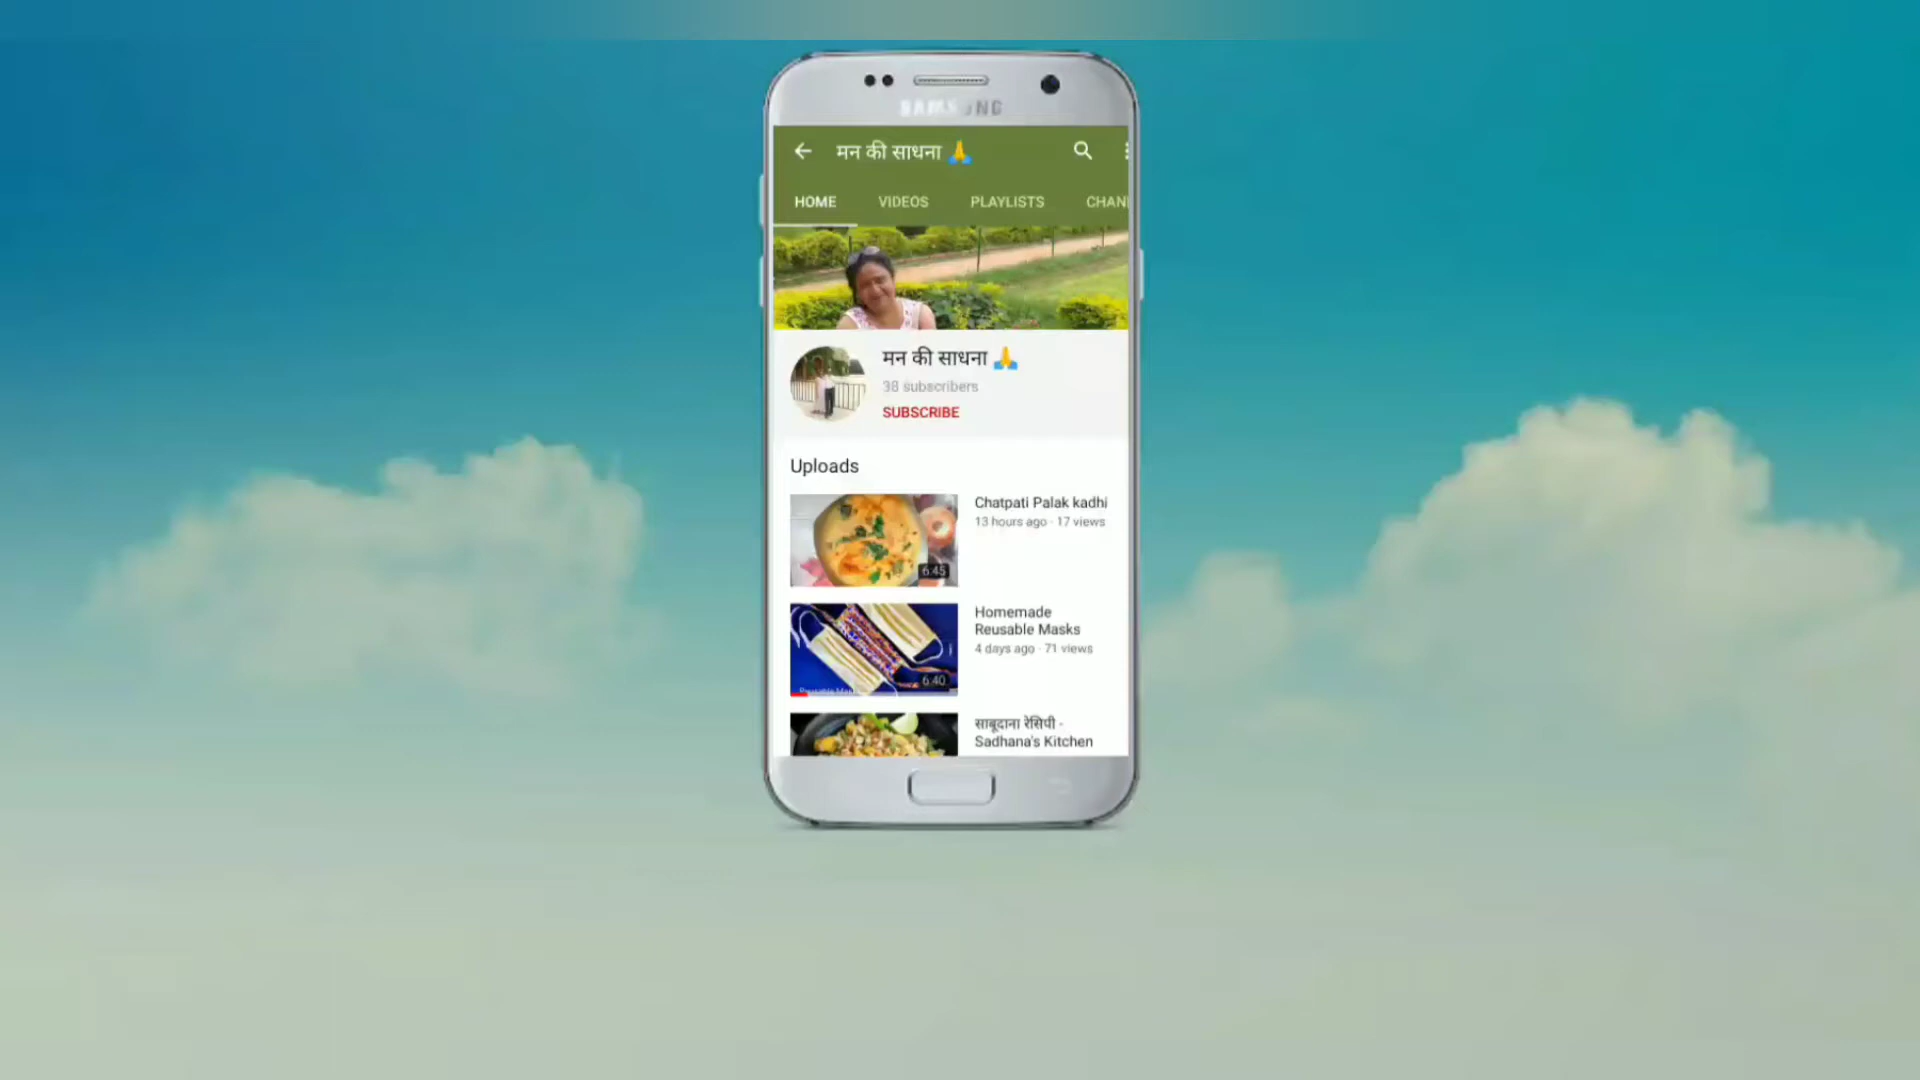 SAMSUNG
मन की साधना 🙏
HOME VIDEOS PLAYLISTS CHAN
मन की साधना 🙏
38 subscribers
SUBSCRIBE
Uploads
Chatpati Palak kadhi
13 hours ago · 17 views
6:45
Homemade
Reusable Masks
4 days ago · 71 views
6:40
साबूदाना रेसिपी -
Sadhana's Kitchen